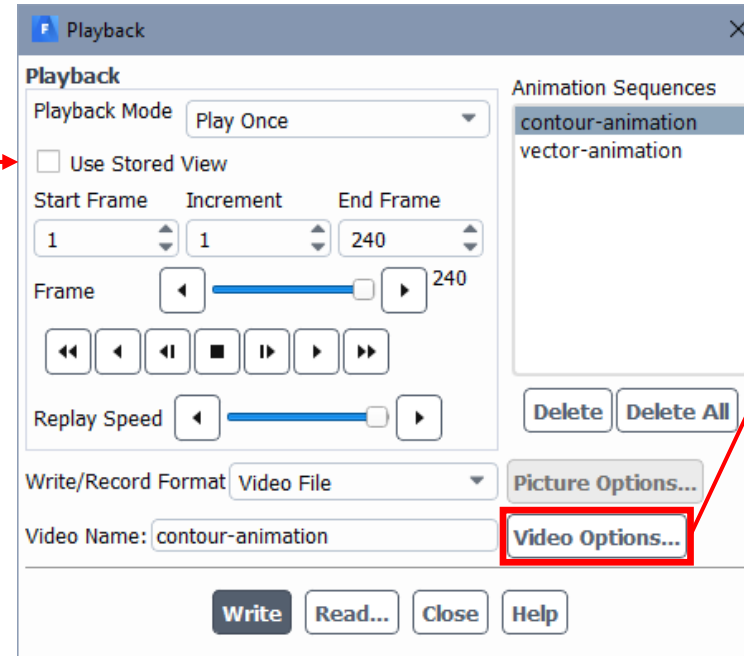 F Playback
Playback
Playback Mode Play Once
Use Stored View
Start Frame Increment End Frame
1 1 240
Frame 240
Replay Speed
Animation Sequences
contour-animation
vector-animation
Delete Delete All
Write/Record Format Video File Picture Options...
Video Name: contour-animation Video Options...
Write Read... Close Help